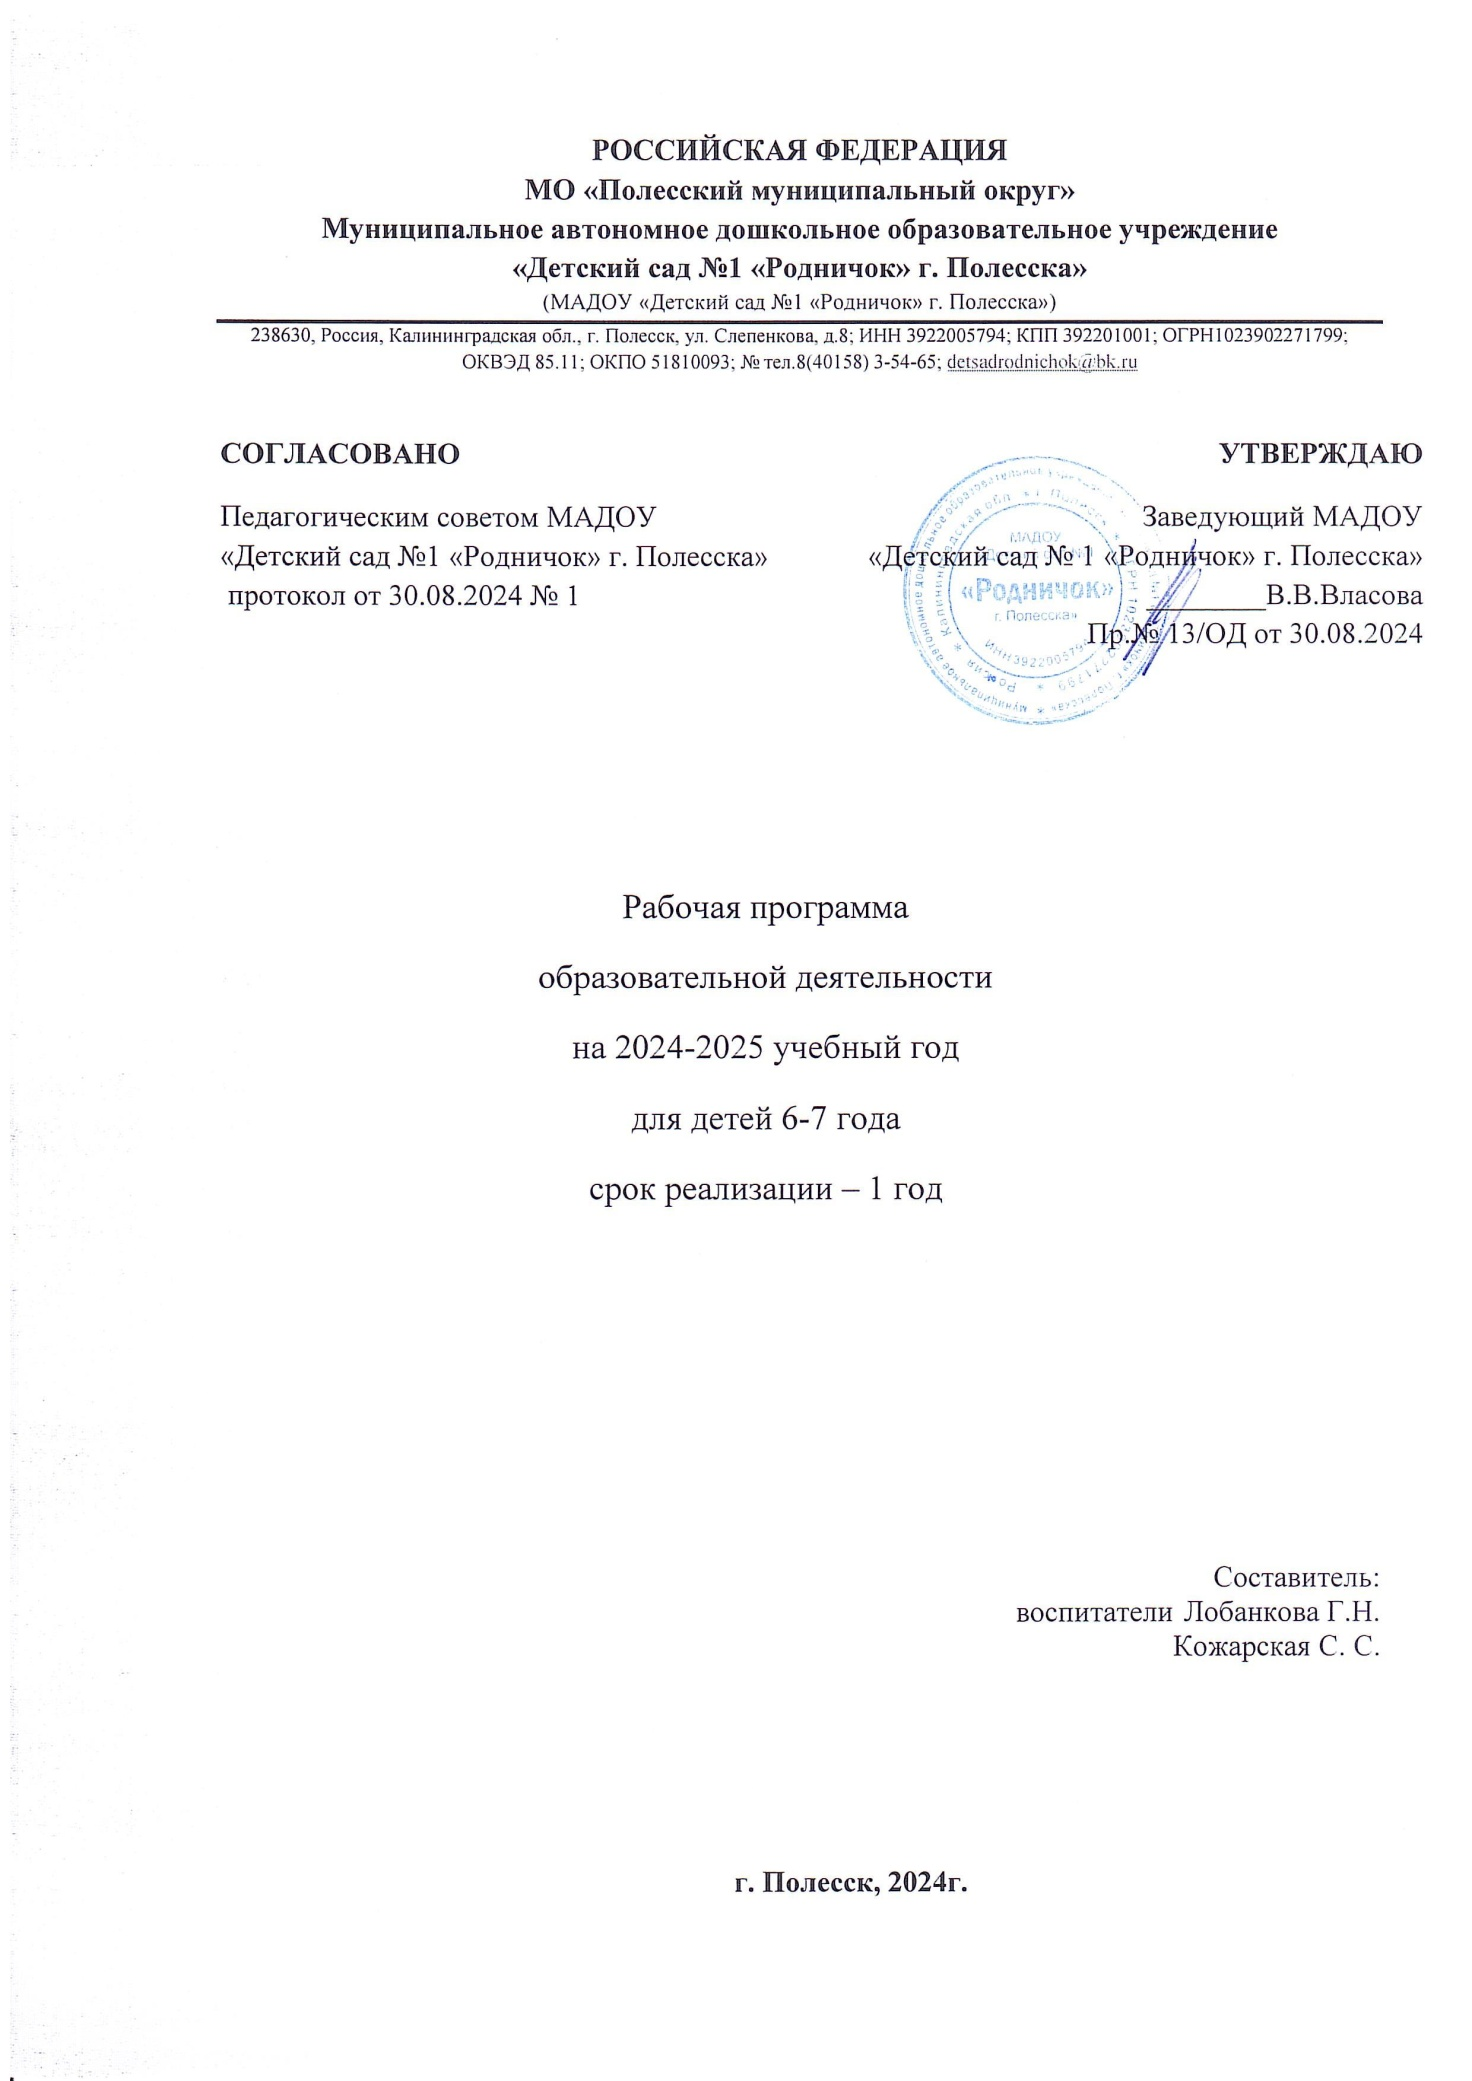 РОССИЙСКАЯ ФЕДЕРАЦИЯ
МО «Полесский муниципальный округ»
Муниципальное автономное дошкольное образовательное учреждение
«Детский сад №1 «Родничок» г. Полесска»
(МАДОУ «Детский сад №1 «Родничок» г. Полесска»)
238630, Россия, Калининградская обл., г. Полесск, ул. Слепенкова, д.8; ИНН 3922005794; КПП 392201001; ОГРН1023902271799;
ОКВЭД 85.11; ОКПО 51810093; № тел.8(40158) 3-54-65; detsadrodnichok@bk.ru
СОГЛАСОВАНО
Педагогическим советом МАДОУ
«Детский сад №1 «Родничок» г. Полесска»
протокол от 30.08.2024 № 1
УТВЕРЖДАЮ
Заведующий МАДОУ
«Детский сад № 1 «Родничок» г. Полесска»
________В.В.Власова
Пр.№ 13/ОД от 30.08.2024
МАДОУ
«Родничок»
г. Полесска»
ИНН3922005794
Рабочая программа
образовательной деятельности
на 2024-2025 учебный год
для детей 6-7 года
срок реализации – 1 год
Составитель:
воспитатели Лобанкова Г.Н.
Кожарская С. С.
г. Полесск, 2024г.